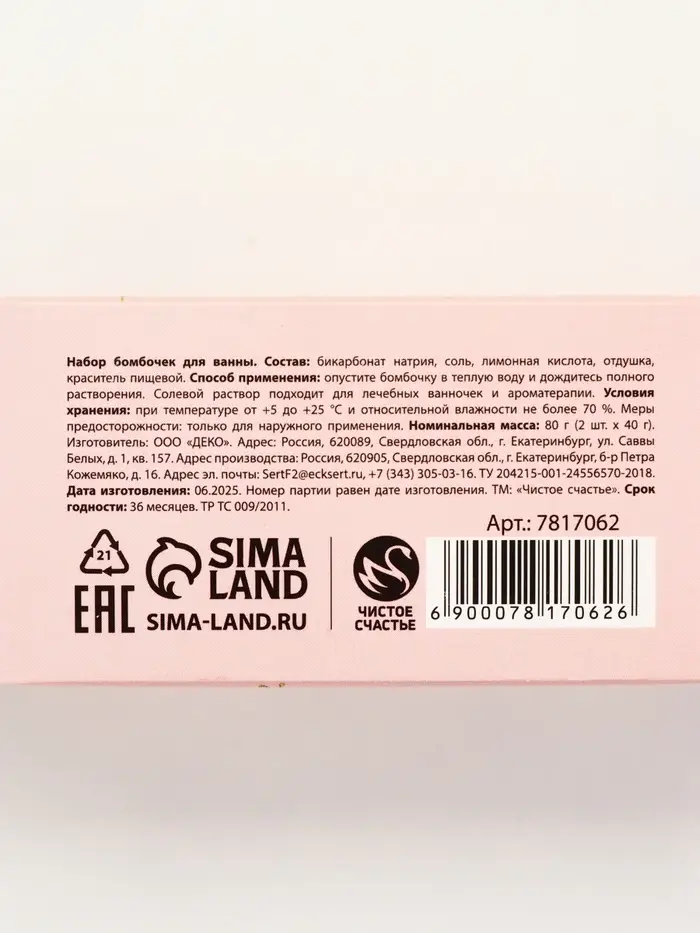 Набор бомбочек для ванны. Состав: бикарбонат натрия, соль, лимонная кислота, отдушка,
краситель пищевой. Способ применения: опустите бомбочку в теплую воду и дождитесь полного
растворения. Солевой раствор подходит для лечебных ванночек и ароматерапии. Условия
хранения: при температуре от +5 до +25 °С и относительной влажности не более 70 %. Меры
предосторожности: только для наружного применения. Номинальная масса: 80 г (2 шт. х 40 г).
Изготовитель: ООО «ДЕКО». Адрес: Россия, 620089, Свердловская обл., г. Екатеринбург, ул. Саввы
Белых, д. 1, кв. 157. Адрес производства: Россия, 620905, Свердловская обл., г. Екатеринбург, б-р Петра
Кожемяко, д. 16. Адрес эл. почты: SertF2@ecksert.ru, +7 (343) 305-03-16. ТУ 204215-001-24556570-2018.
Дата изготовления: 06.2025. Номер партии равен дате изготовления. ТМ: «Чистое счастье». Срок
годности: 36 месяцев. ТР ТС 009/2011.
Арт.: 7817062
21
EAC
SIMA
LAND
SIMA-LAND.RU
ЧИСТОЕ
СЧАСТЬЕ
6 900078 170626